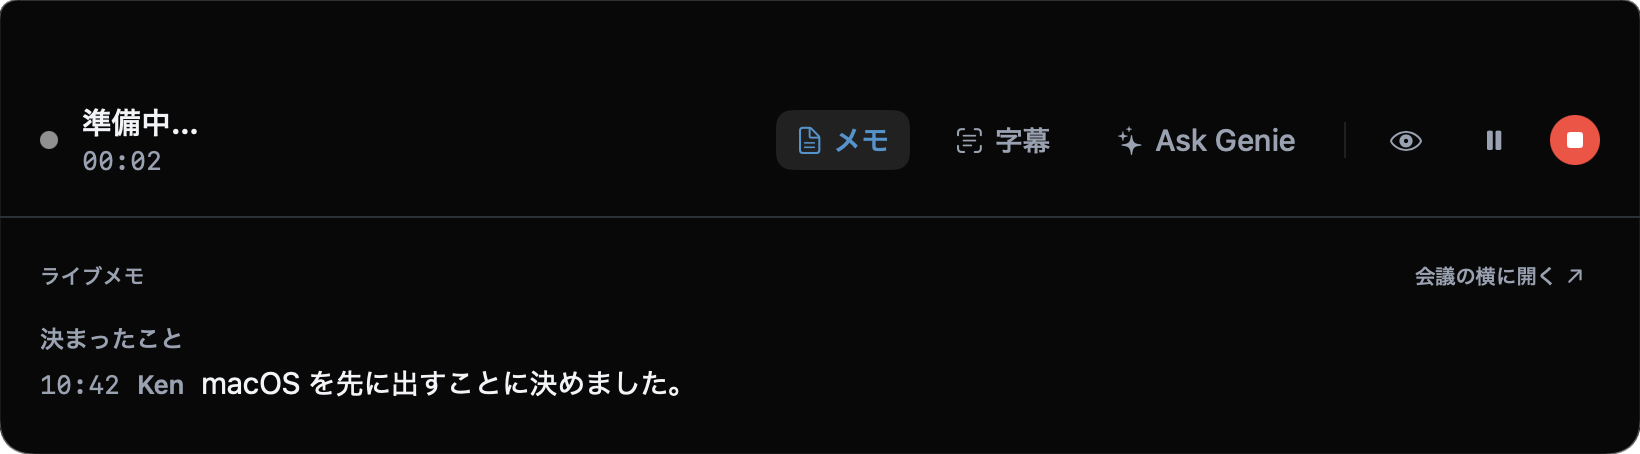 準備中...
00:02
メモ
字幕
Ask Genie
ライブメモ
会議の横に開く ↗
決まったこと
10:42 Ken macOS を先に出すことに決めました。